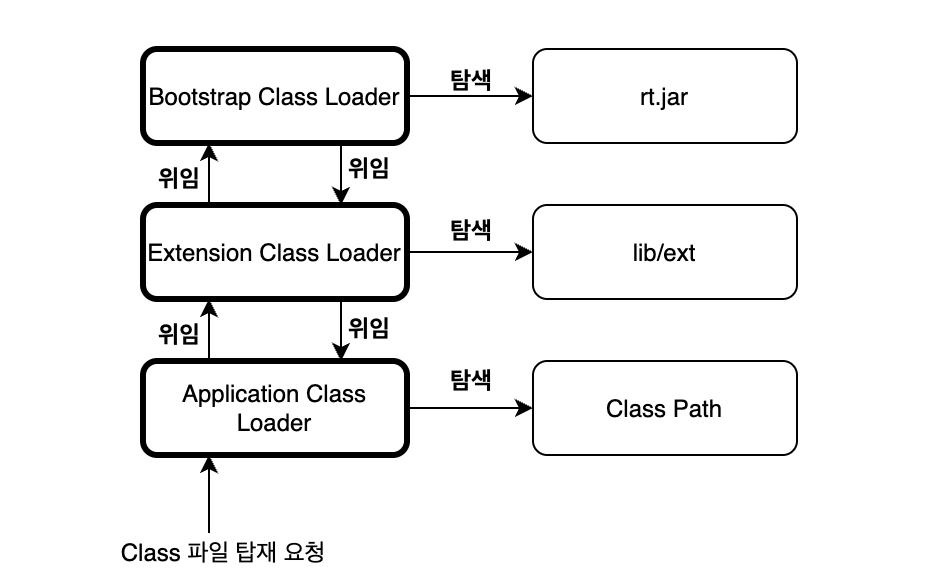 Bootstrap Class Loader
탐색
rt.jar
위임
위임
Extension Class Loader
탐색
lib/ext
위임
위임
Application Class
Loader
탐색
Class Path
Class 파일 탑재 요청